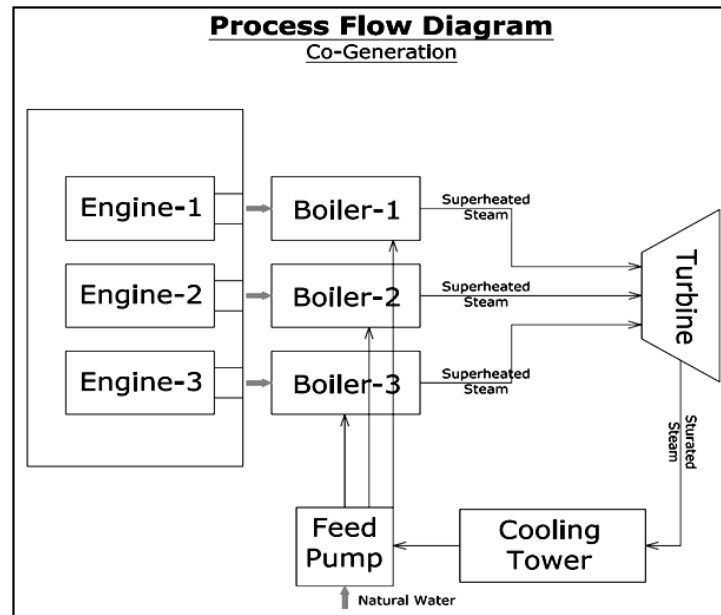 Process Flow Diagram
Co-Generation
Engine-1
Boiler-1
Superheated
Steam
Engine-2
Boiler-2
Superheated
Steam
Engine-3
Boiler-3
Superheated
Steam
Turbine
Sturated
Steam
Feed
Pump
Cooling
Tower
Natural Water